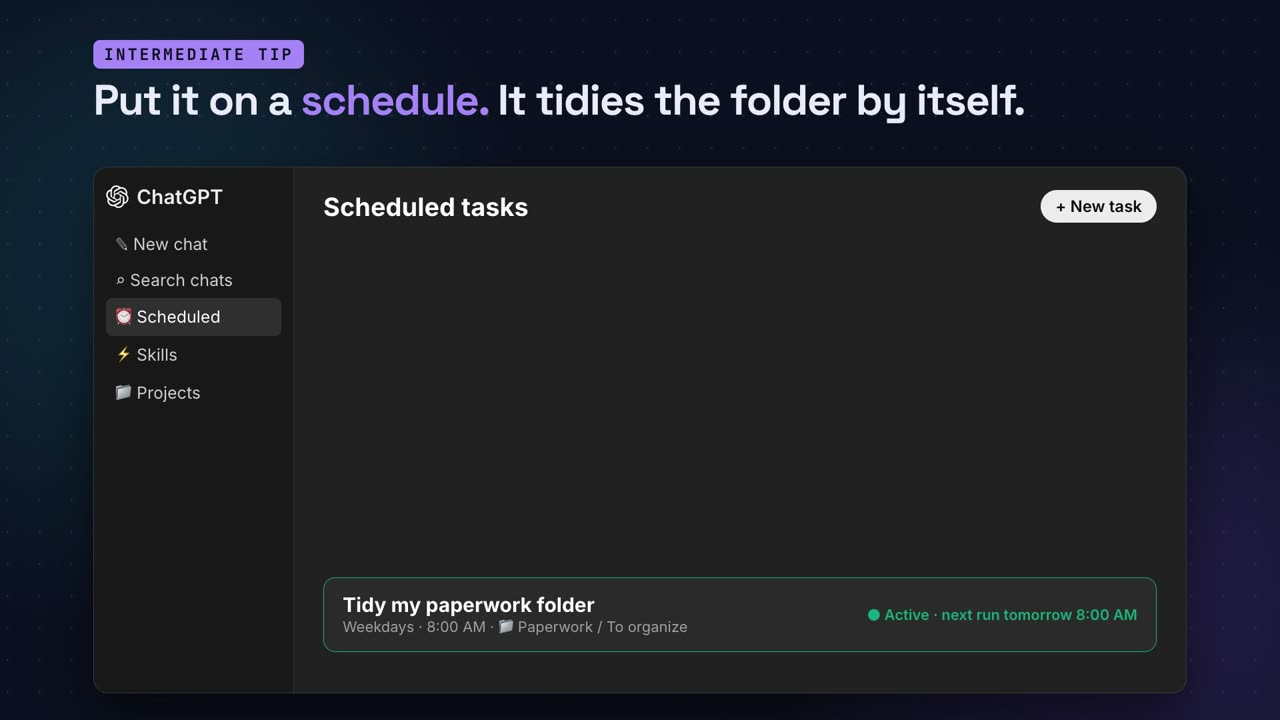 INTERMEDIATE TIP
Put it on a schedule. It tidies the folder by itself.
ChatGPT
New chat
Search chats
Scheduled
Skills
Projects
Scheduled tasks
+ New task
Tidy my paperwork folder
Weekdays · 8:00 AM · 📁 Paperwork / To organize
Active · next run tomorrow 8:00 AM